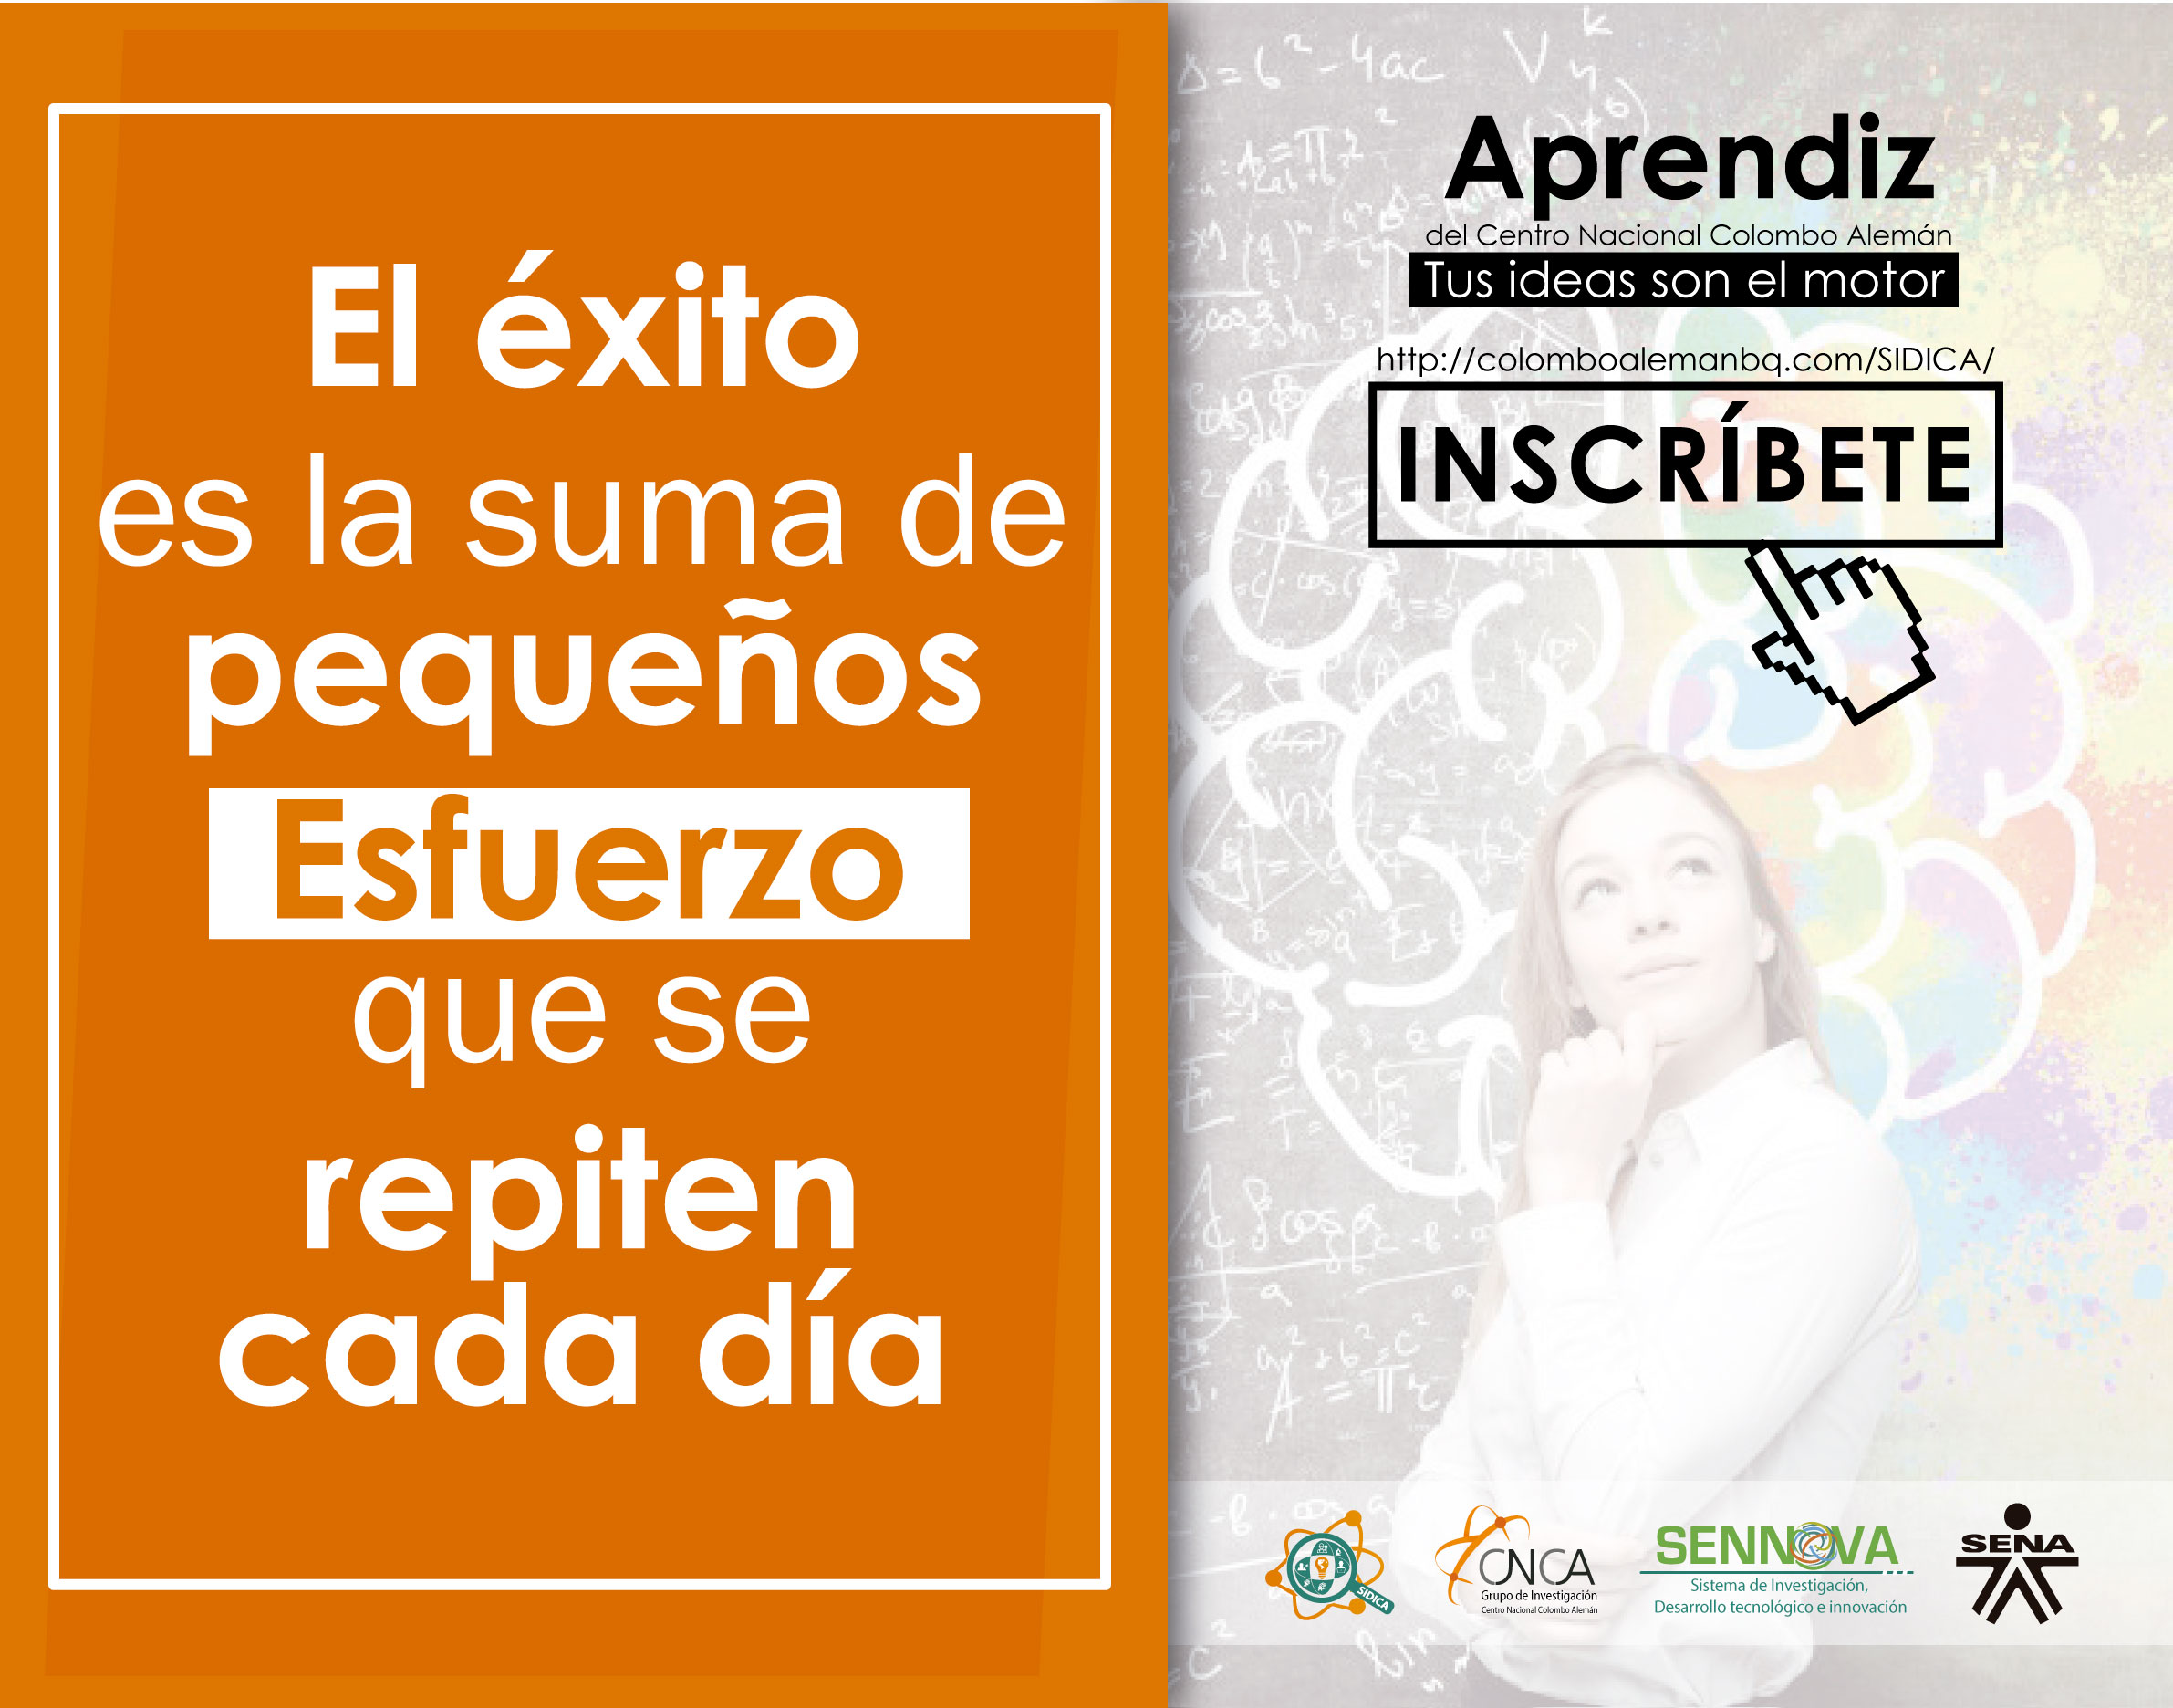 El éxito
es la suma de
pequeños
Esfuerzo
que se
repiten
cada día
Aprendiz
del Centro Nacional Colombo Alemán
Tus ideas son el motor
http://colomboalemanbq.com/SIDICA/
INSCRÍBETE
SIDICA
CNCA
Grupo de Investigación
Centro Nacional Colombo Alemán
SENNOVA
Sistema de Investigación,
Desarrollo tecnológico e innovación
SENA